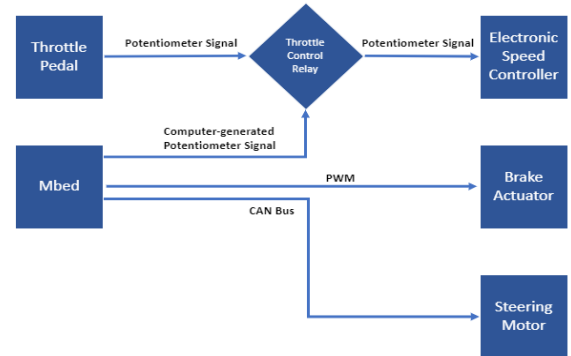 Throttle
Pedal
Potentiometer Signal
Throttle
Control
Relay
Potentiometer Signal
Electronic
Speed
Controller
Computer-generated
Potentiometer Signal
Mbed
PWM
Brake
Actuator
CAN Bus
Steering
Motor